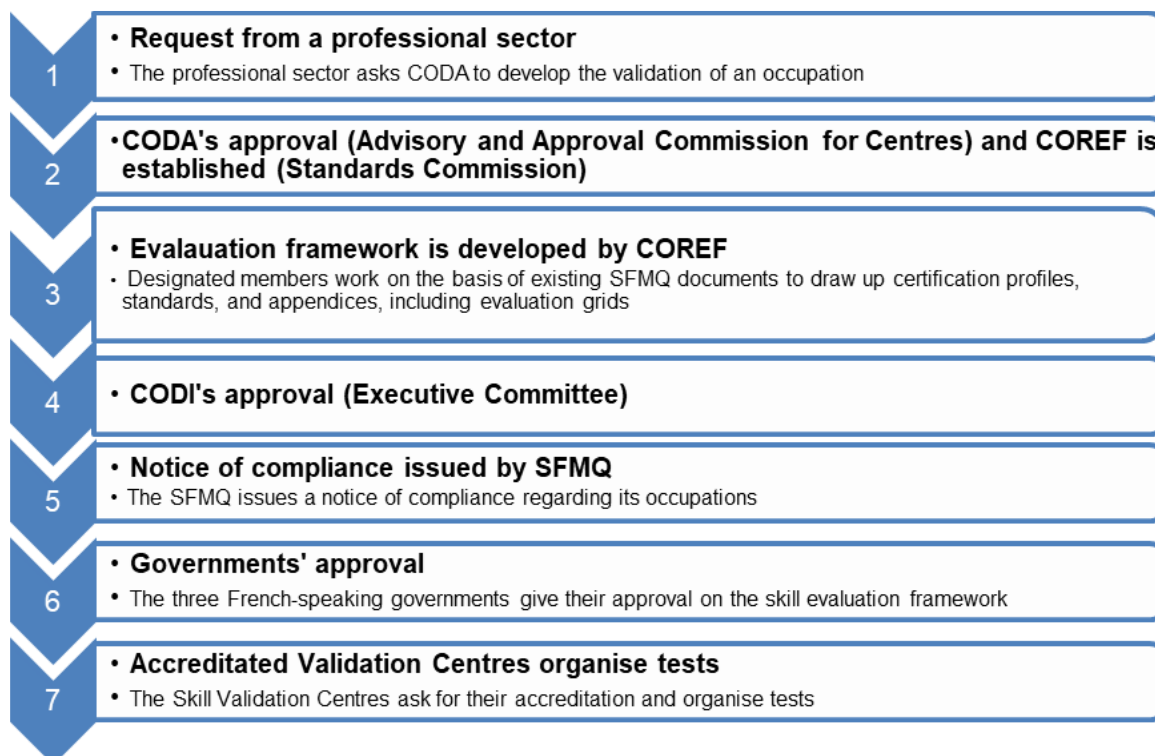 1
• Request from a professional sector
• The professional sector asks CODA to develop the validation of an occupation
2
•CODA's approval (Advisory and Approval Commission for Centres) and COREF is
established (Standards Commission)
3
• Evalauation framework is developed by COREF
• Designated members work on the basis of existing SFMQ documents to draw up certification profiles,
standards, and appendices, including evaluation grids
4
• CODI's approval (Executive Committee)
5
• Notice of compliance issued by SFMQ
• The SFMQ issues a notice of compliance regarding its occupations
6
• Governments' approval
• The three French-speaking governments give their approval on the skill evaluation framework
7
• Accreditated Validation Centres organise tests
• The Skill Validation Centres ask for their accreditation and organise tests